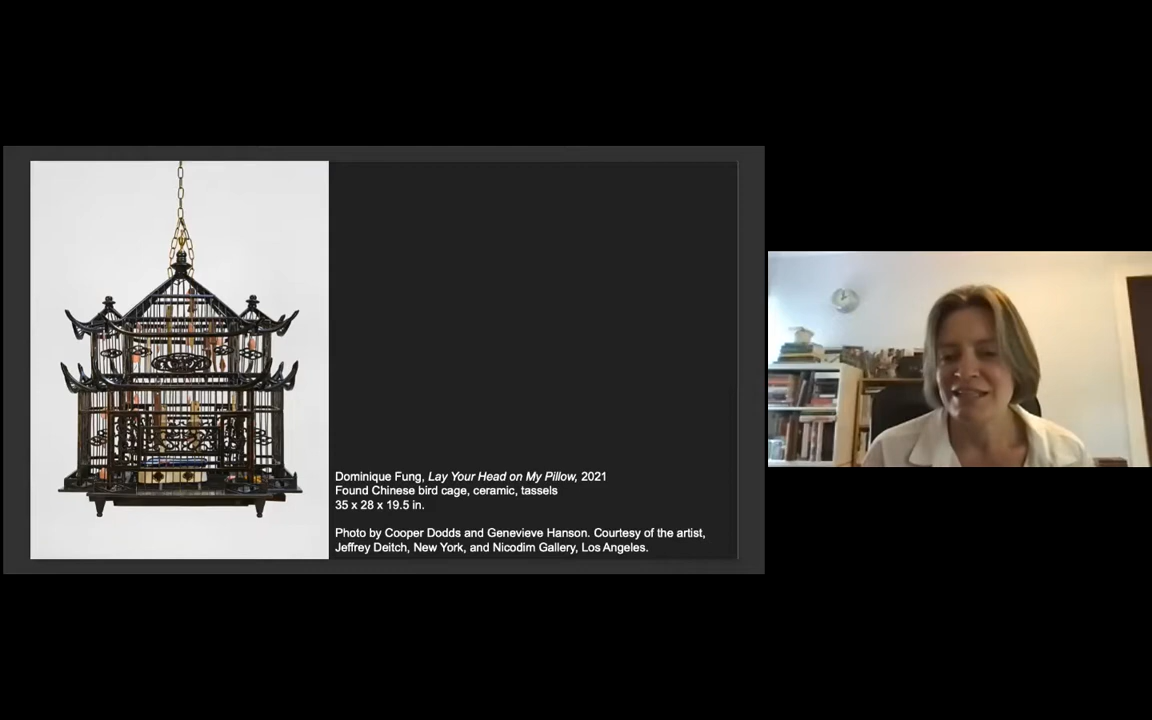 Dominique Fung, Lay Your Head on My Pillow, 2021
Found Chinese bird cage, ceramic, tassels
35 x 28 x 19.5 in.
Photo by Cooper Dodds and Genevieve Hanson. Courtesy of the artist,
Jeffrey Deitch, New York, and Nicodim Gallery, Los Angeles.